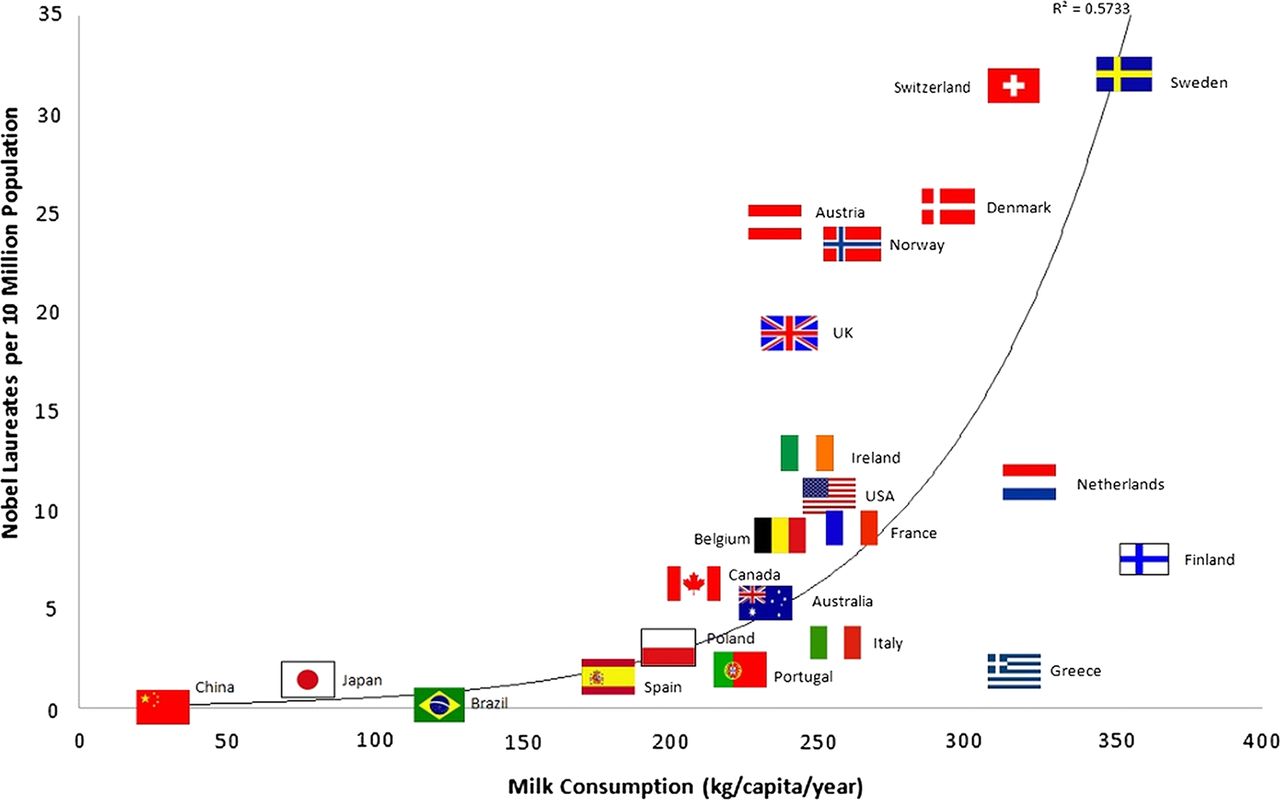 R² = 0.5733
35
30
25
20
15
10
5
0
Nobel Laureates per 10 Million Population
Switzerland
Sweden
Denmark
Austria
Norway
UK
Ireland
Netherlands
USA
France
Belgium
Finland
Canada
Australia
Poland
Italy
Greece
Portugal
Japan
China
Spain
Brazil
0 50 100 150 200 250 300 350 400
Milk Consumption (kg/capita/year)